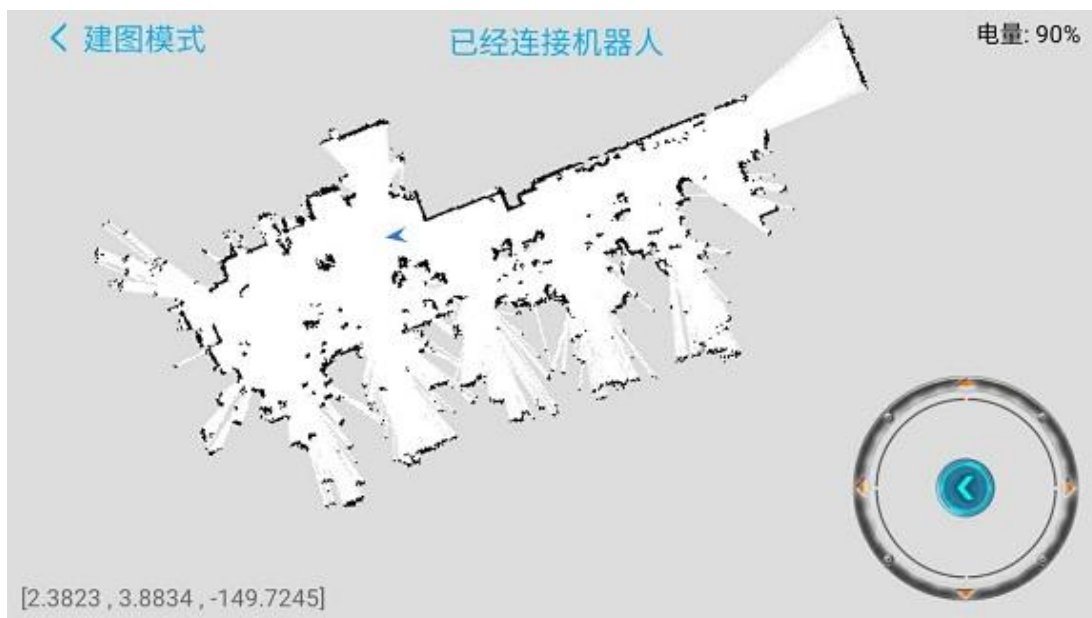 建图模式
已经连接机器人
电量: 90%
[2.3823 , 3.8834 , -149.7245]